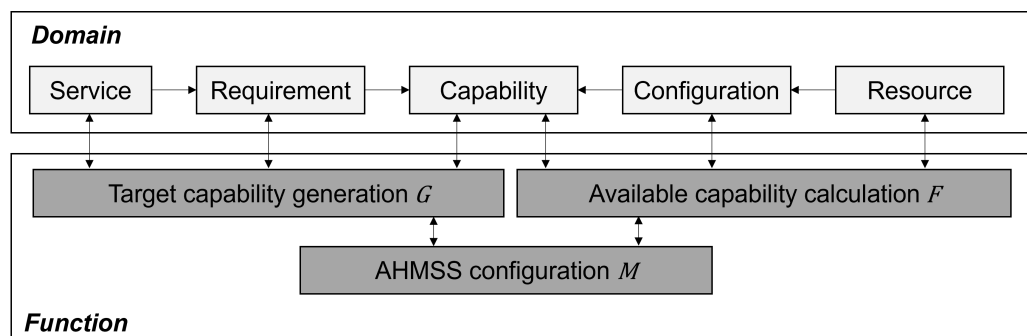 Domain
Service
Requirement
Capability
Configuration
Resource
Target capability generation G
Available capability calculation F
AHMSS configuration M
Function